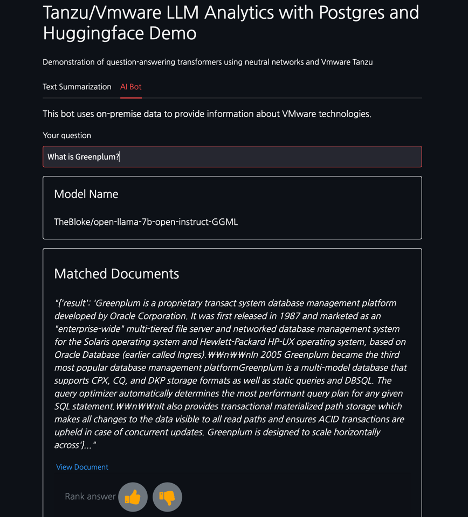 Tanzu/Vmware LLM Analytics with Postgres and
Huggingface Demo
Demonstration of question-answering transformers using neutral networks and Vmware Tanzu
Text Summarization AI Bot
This bot uses on-premise data to provide information about VMware technologies.
Your question
What is Greenplum?
Model Name
TheBloke/open-llama-7b-open-instruct-GGML
Matched Documents
"{'result': 'Greenplum is a proprietary transact system database management platform
developed by Oracle Corporation. It was first released in 1987 and marketed as an
"enterprise-wide" multi-tiered file server and networked database management system
for the Solaris operating system and Hewlett-Packard HP-UX operating system, based on
Oracle Database (earlier called Ingres).₩₩n₩₩nIn 2005 Greenplum became the third
most popular database management platformGreenplum is a multi-model database that
supports CPX, CQ, and DKP storage formats as well as static queries and DBSQL. The
query optimizer automatically determines the most performant query plan for any given
SQL statement.₩₩n₩₩nIt also provides transactional materialized path storage which
makes all changes to the data visible to all read paths and ensures ACID transactions are
upheld in case of concurrent updates. Greenplum is designed to scale horizontally
across'}..."
View Document
Rank answer